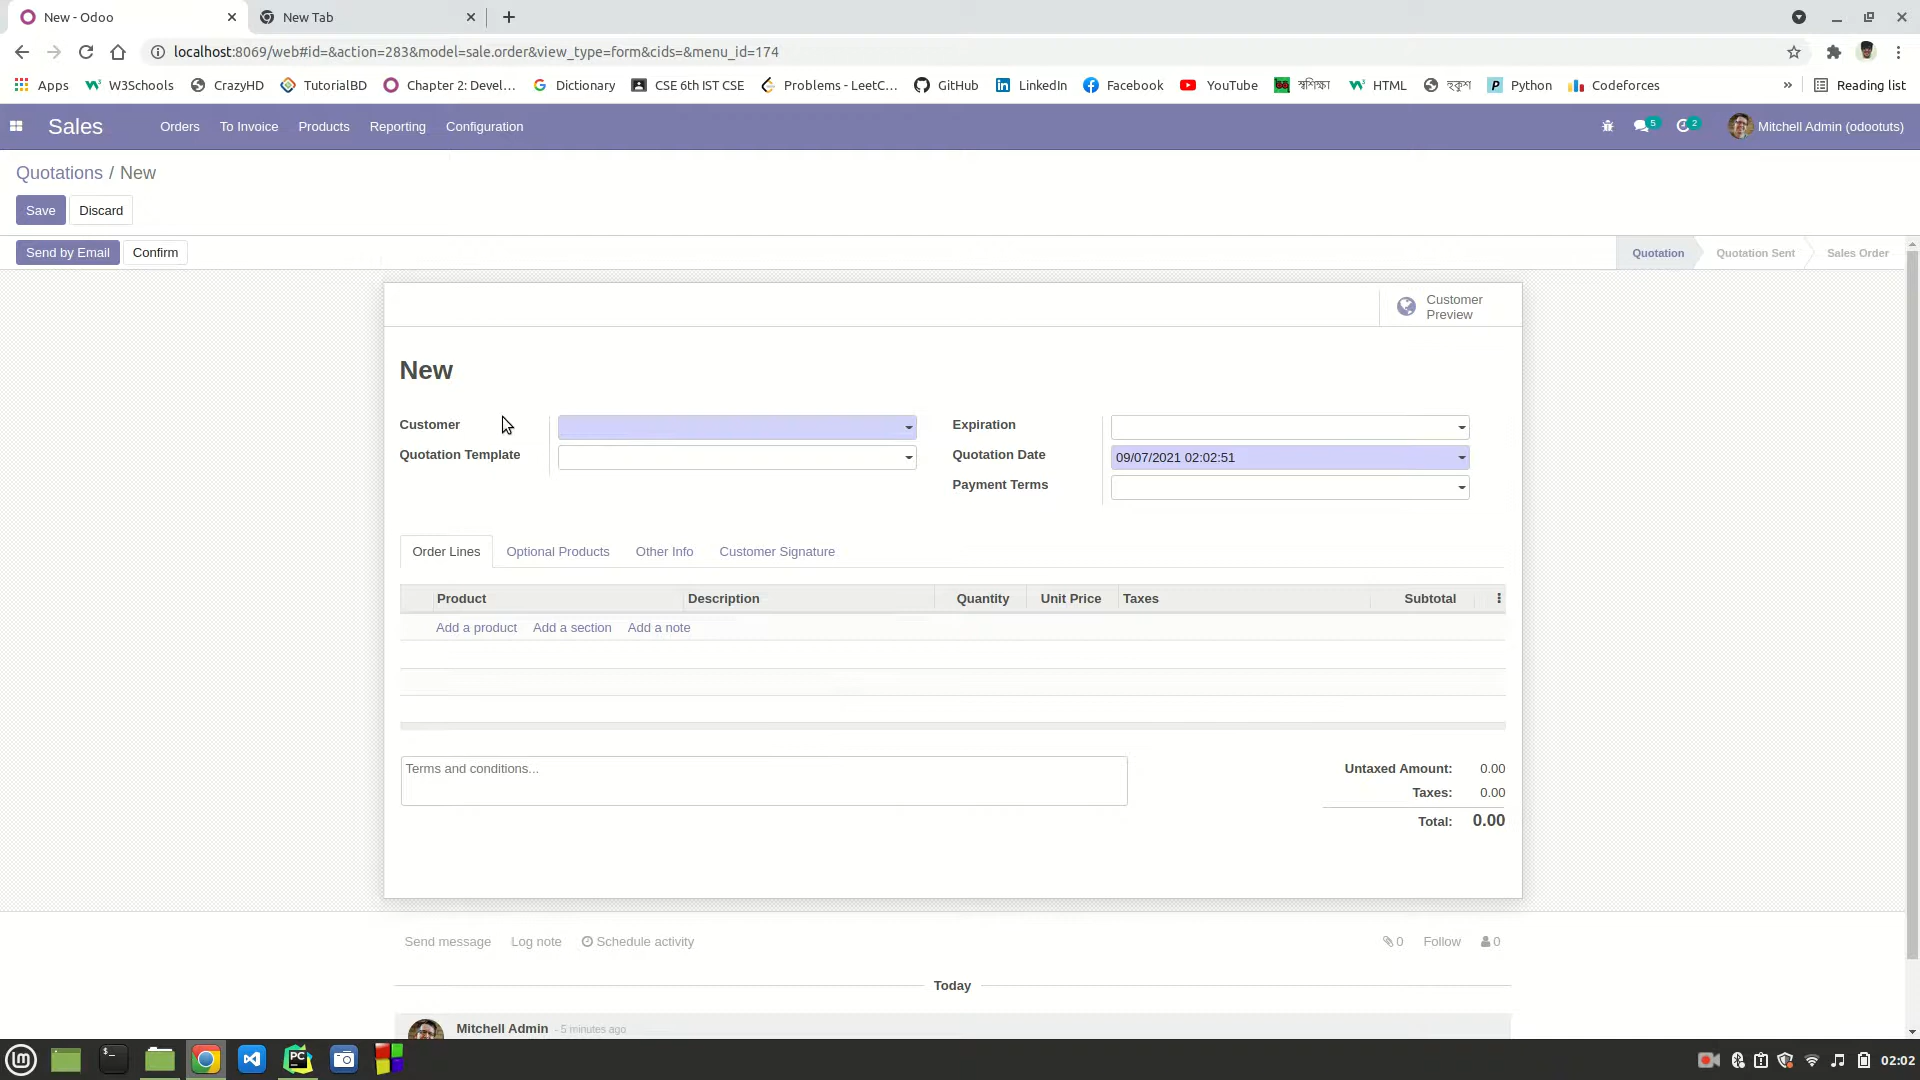 New - Odoo
New Tab
localhost:8069/web#id=&action=283&model=sale.order&view_type=form&cids=&menu_id=174
Apps W3Schools CrazyHD TutorialBD Chapter 2: Devel... Dictionary CSE 6th IST CSE Problems - LeetC... GitHub LinkedIn Facebook YouTube স্বশিক্ষা HTML হুকুশ Python Codeforces » Reading list
Sales Orders To Invoice Products Reporting Configuration 5 2 Mitchell Admin (odootuts)
Quotations / New
Save Discard
Send by Email Confirm Quotation Quotation Sent Sales Order
Customer
Preview
New
Customer Expiration
Quotation Template Quotation Date 09/07/2021 02:02:51
Payment Terms
Order Lines Optional Products Other Info Customer Signature
Product Description Quantity Unit Price Taxes Subtotal
Add a product Add a section Add a note
Terms and conditions... Untaxed Amount: 0.00
Taxes: 0.00
Total: 0.00
Send message Log note Schedule activity 0 Follow 0
Today
Mitchell Admin - 5 minutes ago
02:02